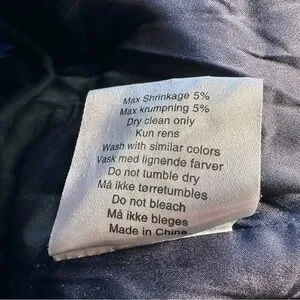 Max Shrinkage 5%
Max krumpning 5%
Dry clean only
Kun rens
Wash with similar colors
Vask med lignende farver
Do not tumble dry
Må ikke tørretumbles
Do not bleach
Må ikke bleges
Made in China